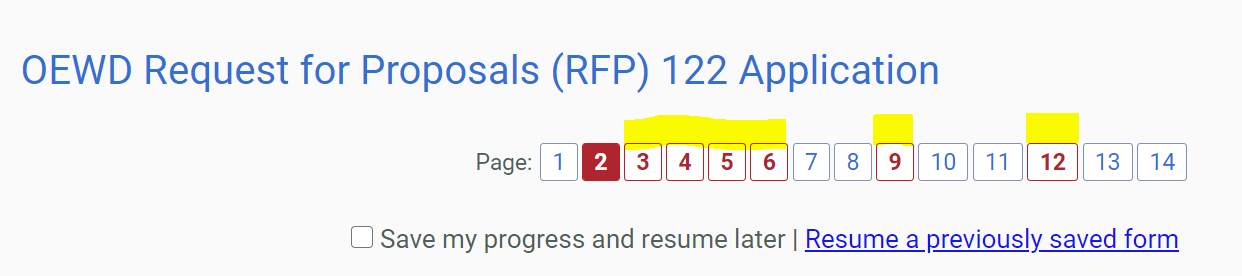 OEWD Request for Proposals (RFP) 122 Application
Page: 1 2 3 4 5 6 7 8 9 10 11 12 13 14
Save my progress and resume later | Resume a previously saved form